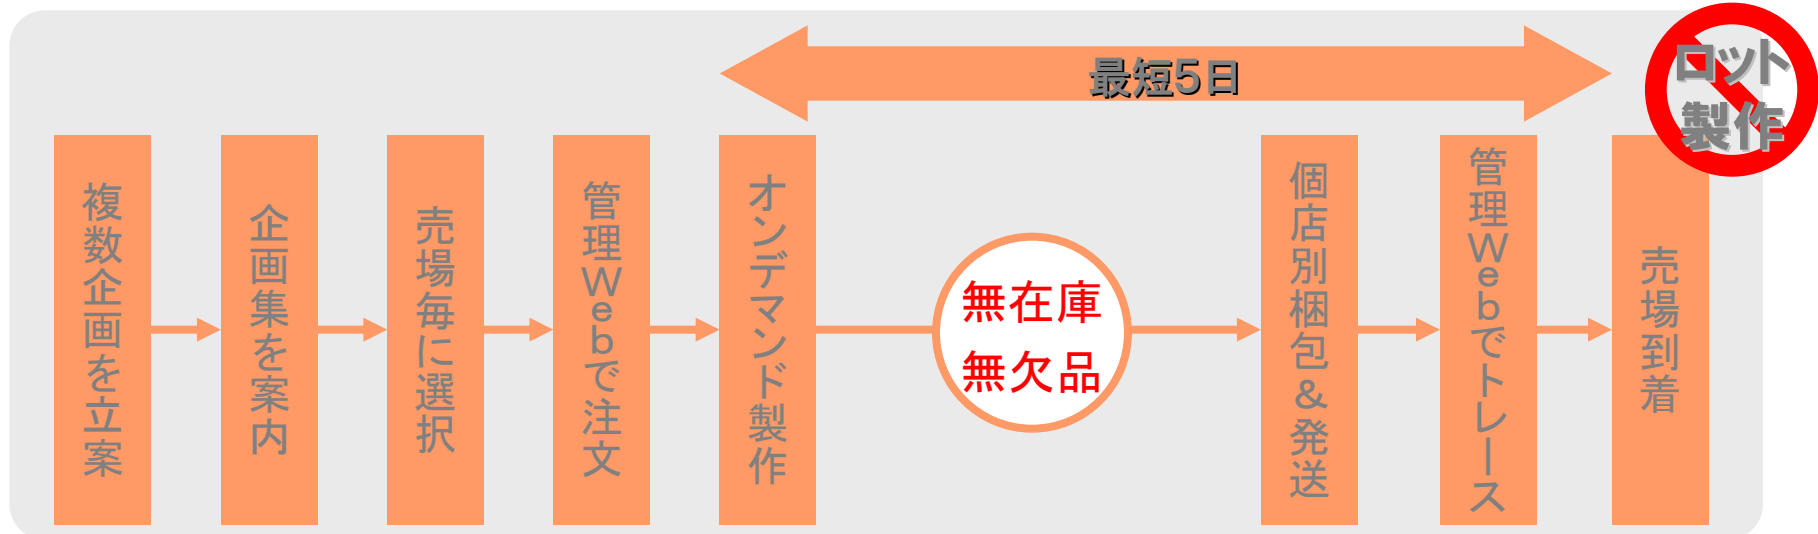 最短5日
ロット
製作
複数企画を立案
企画集を案内
売場毎に選択
管理Webで注文
オンデマンド製作
無在庫
無欠品
個店別梱包&発送
管理Webでトレース
売場到着